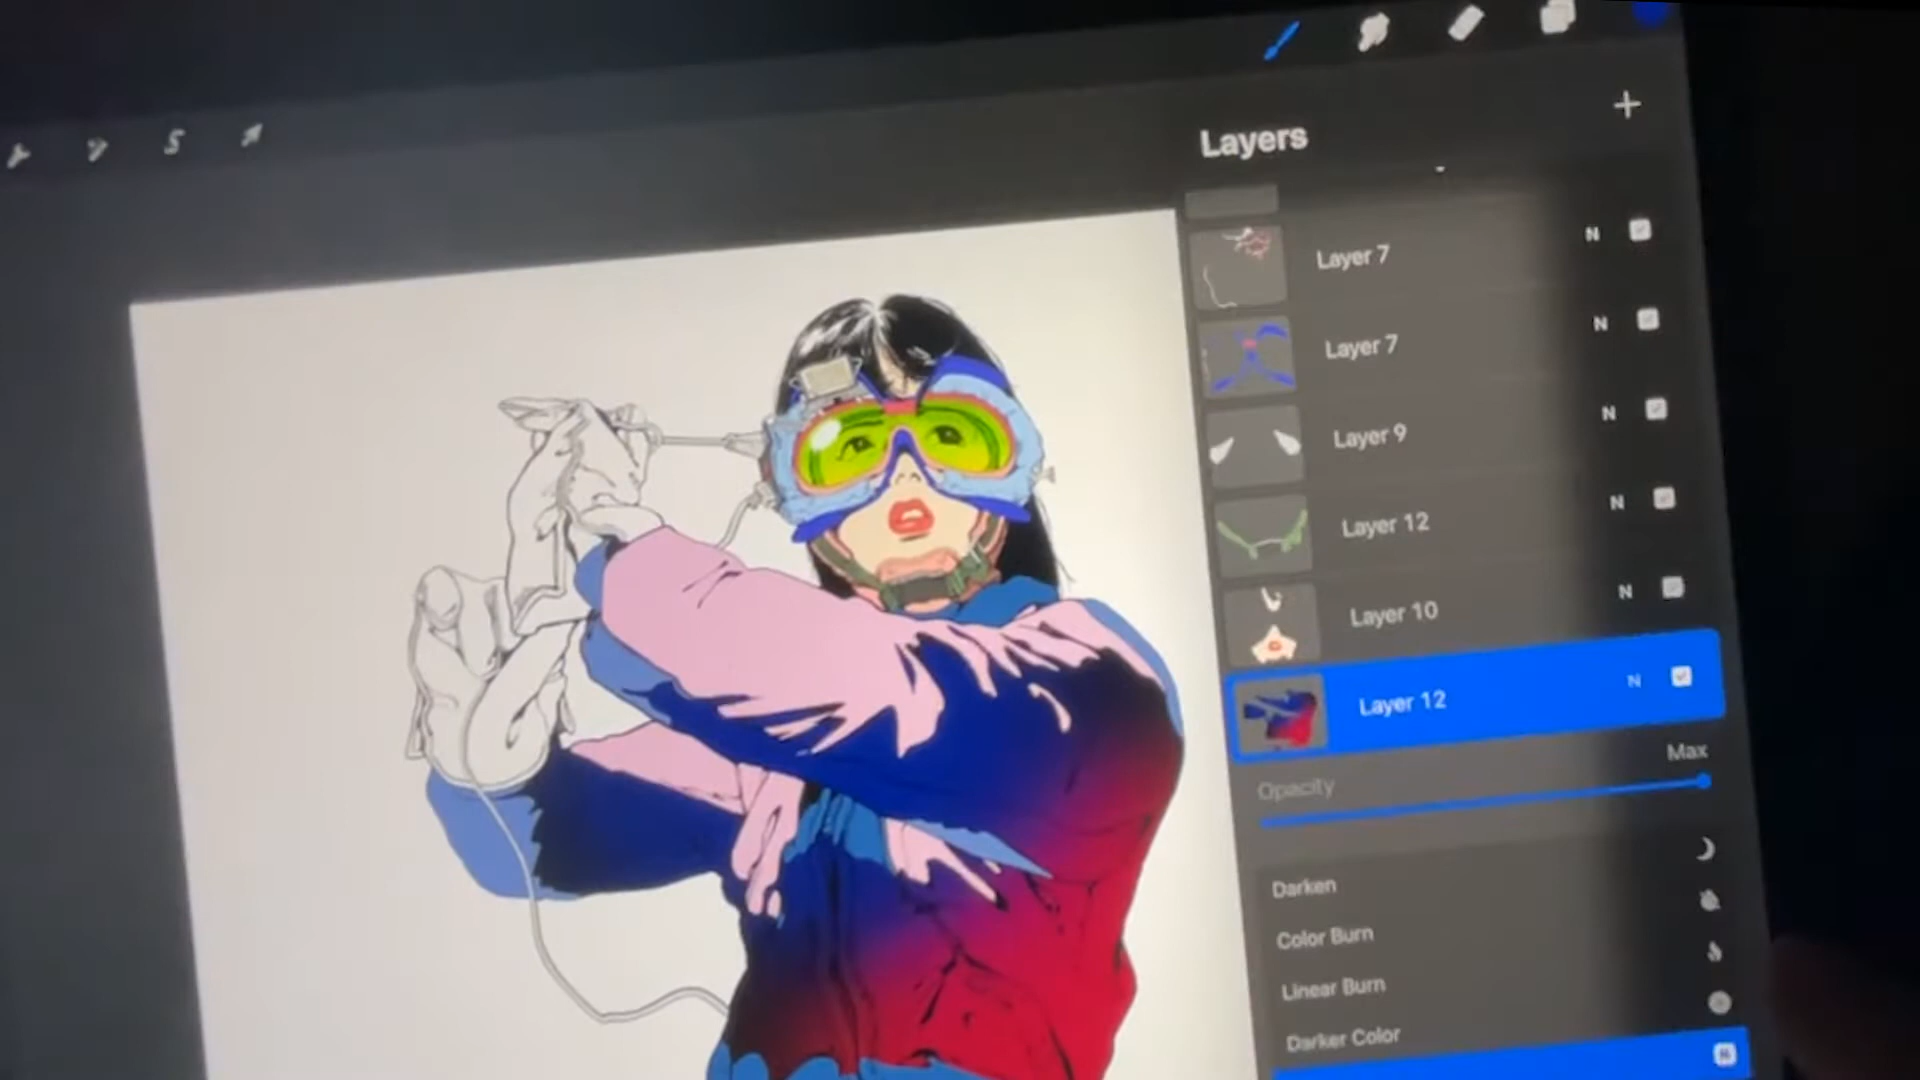 Layers
Layer 7 N
Layer 7 N
Layer 9 N
Layer 12 N
Layer 10 N
Layer 12 N
Opacity Max
Darken
Color Burn
Linear Burn
Darker Color
N